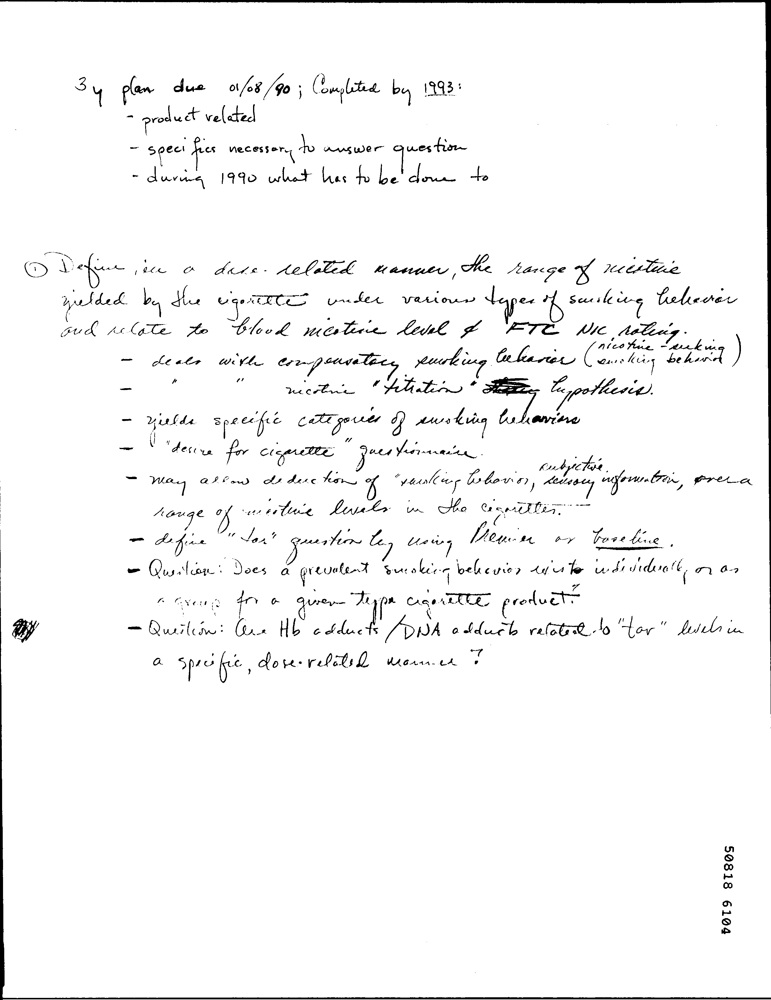 3 y plan due 01/08/90; Completed by 1993:
- product related
- specifics necessary to answer question
- during 1990 what has to be done to
① Define, in a dose-related manner, the range of nicotine
yielded by the cigarette under various types of smoking behavior
and relate to blood nicotine level & FTC Nic rating.
- deals with compensatory smoking behavior (nicotine-seeking smoking behavior)
- " " nicotine "titration" hypothesis.
- yields specific categories of smoking behaviors
- "desire for cigarette" questionnaire.
- may allow deduction of "smoking behavior, subjective sensory information, over a
range of nicotine levels in the cigarettes."
- define "tar" question by using Premier as baseline.
- Question: Does a prevalent smoking behavior exist individually or as
a group for a given type cigarette product?
- Question: Are Hb adducts/DNA adducts related to "tar" levels in
a specific, dose-related manner?
50818 6104